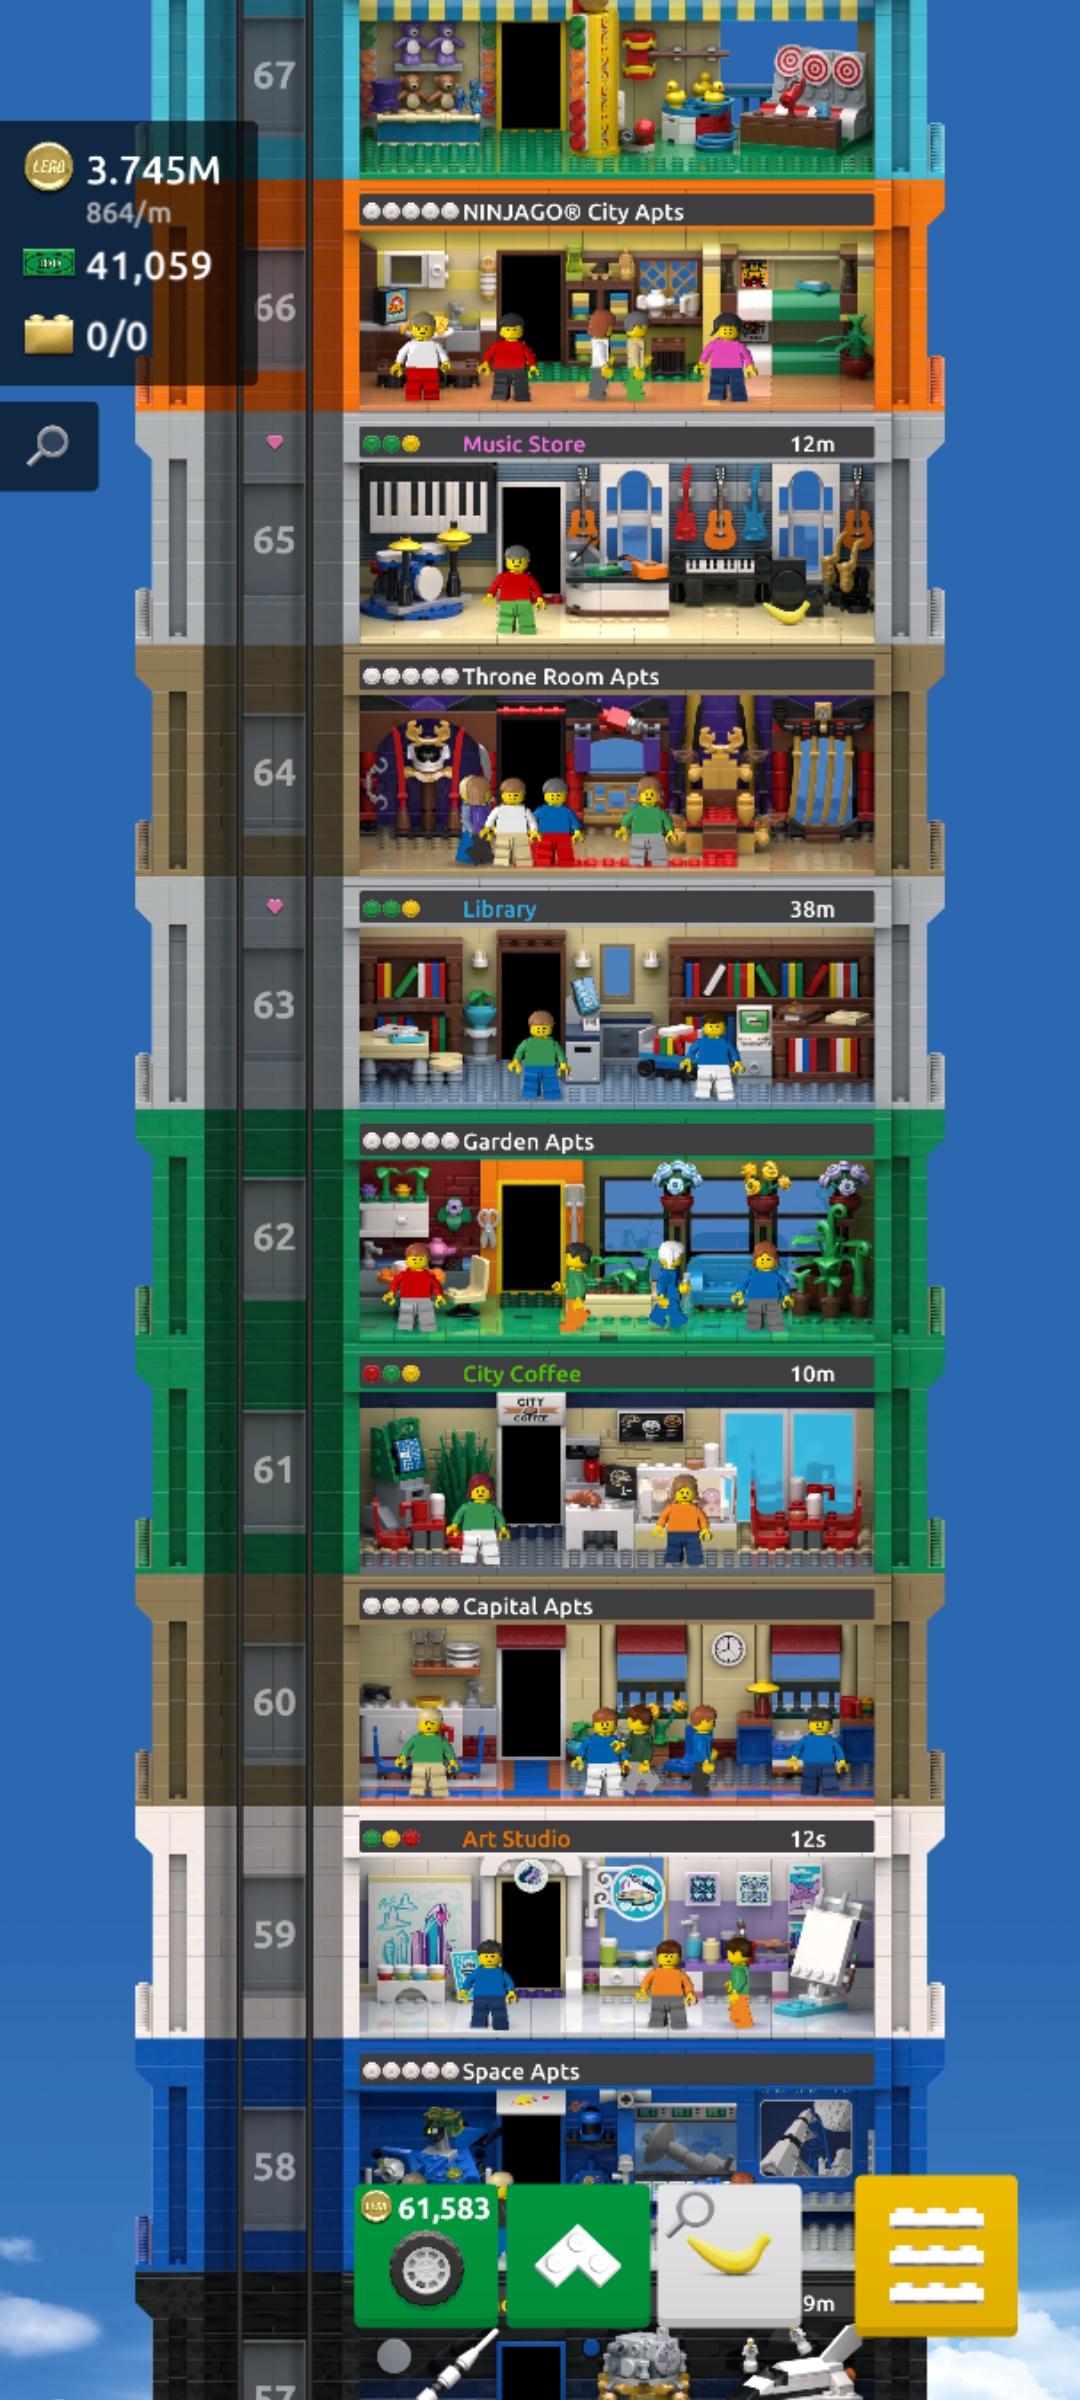 67
LEGO 3.745M
864/m
41,059
0/0
NINJAGO® City Apts
66
Music Store 12m
65
Throne Room Apts
64
Library 38m
63
Garden Apts
62
City Coffee 10m
CITY
COFFEE
61
Capital Apts
60
Art Studio 12s
59
Space Apts
58
61,583
9m
57